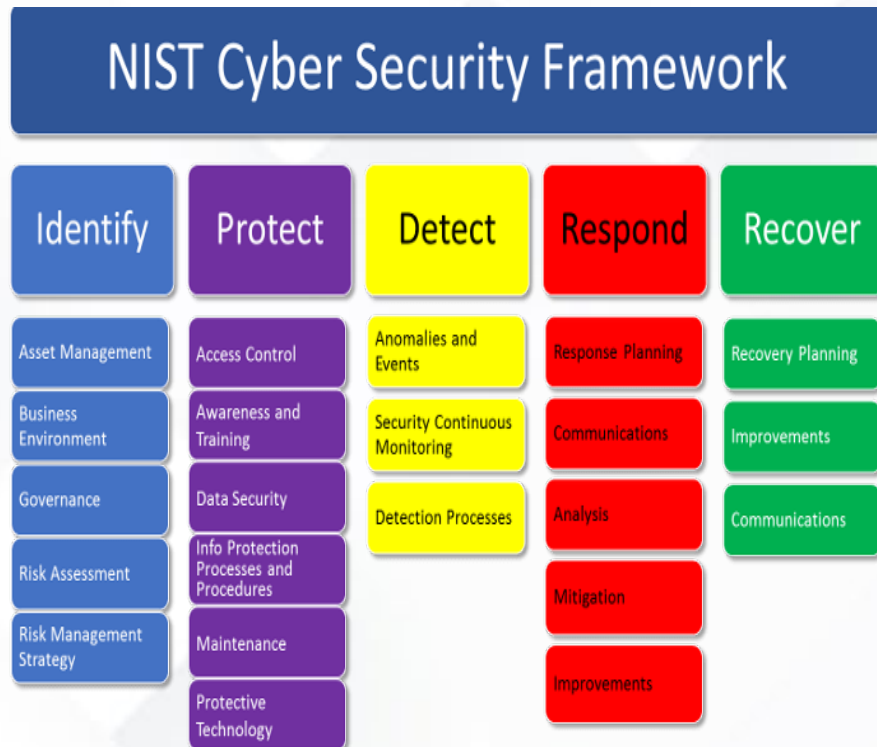 NIST Cyber Security Framework
Identify
Protect
Detect
Respond
Recover
Asset Management
Business
Environment
Governance
Risk Assessment
Risk Management
Strategy
Access Control
Awareness and
Training
Data Security
Info Protection
Processes and
Procedures
Maintenance
Protective
Technology
Anomalies and
Events
Security Continuous
Monitoring
Detection Processes
Response Planning
Communications
Analysis
Mitigation
Improvements
Recovery Planning
Improvements
Communications